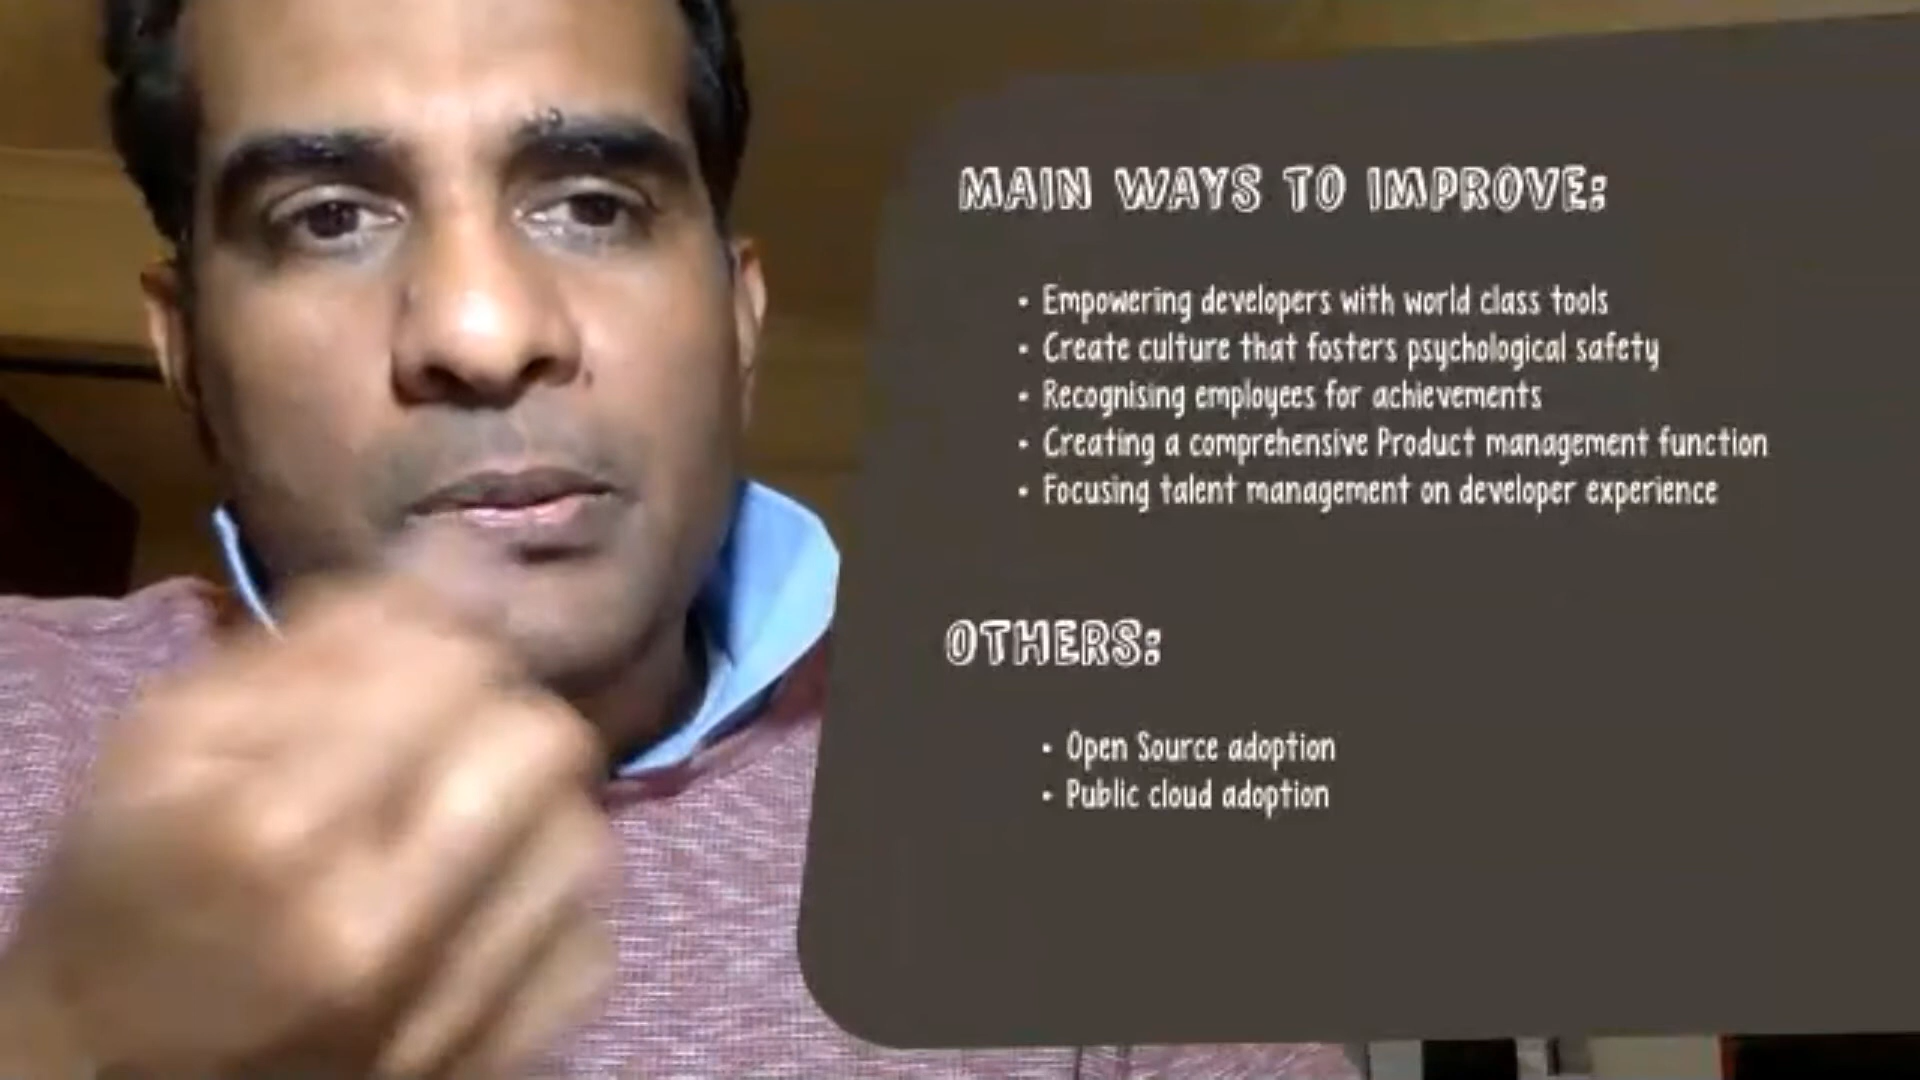 MAIN WAYS TO IMPROVE:
• Empowering developers with world class tools
• Create culture that fosters psychological safety
• Recognising employees for achievements
• Creating a comprehensive Product management function
• Focusing talent management on developer experience
OTHERS:
• Open Source adoption
• Public cloud adoption